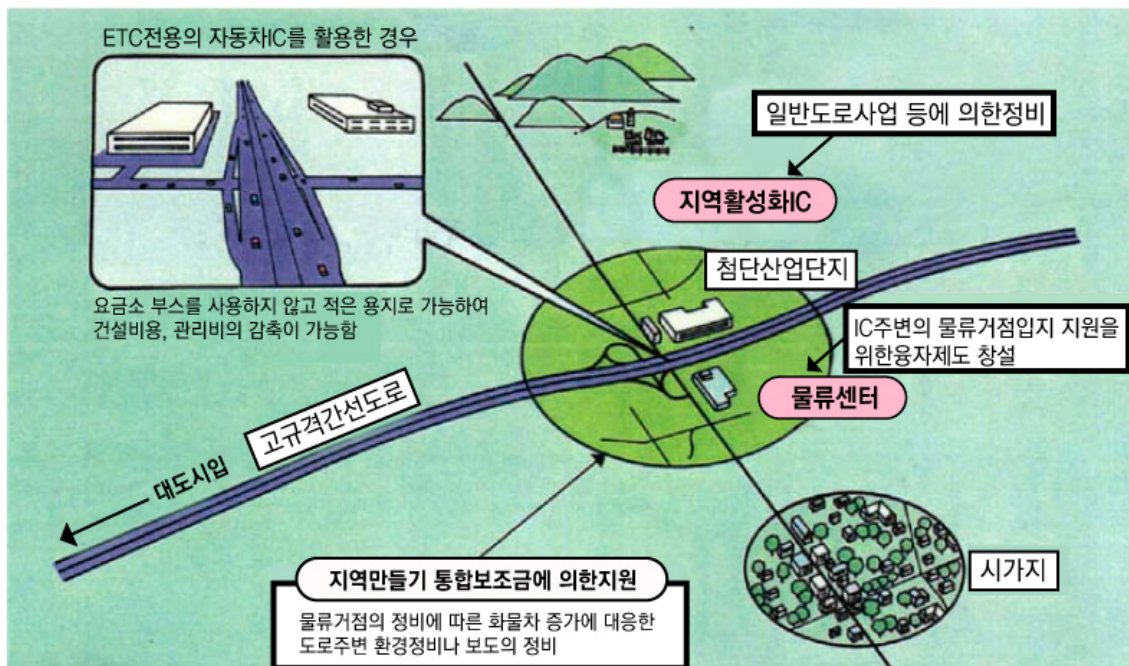 ETC전용의 자동차IC를 활용한 경우
일반도로사업 등에 의한정비
지역활성화IC
첨단산업단지
요금소 부스를 사용하지 않고 적은 용지로 가능하여
건설비용, 관리비의 감축이 가능함
IC주변의 물류거점입지 지원을
위한융자제도 창설
물류센터
고규격간선도로
대도시입
시가지
지역만들기 통합보조금에 의한지원
물류거점의 정비에 따른 화물차 증가에 대응한
도로주변 환경정비나 보도의 정비